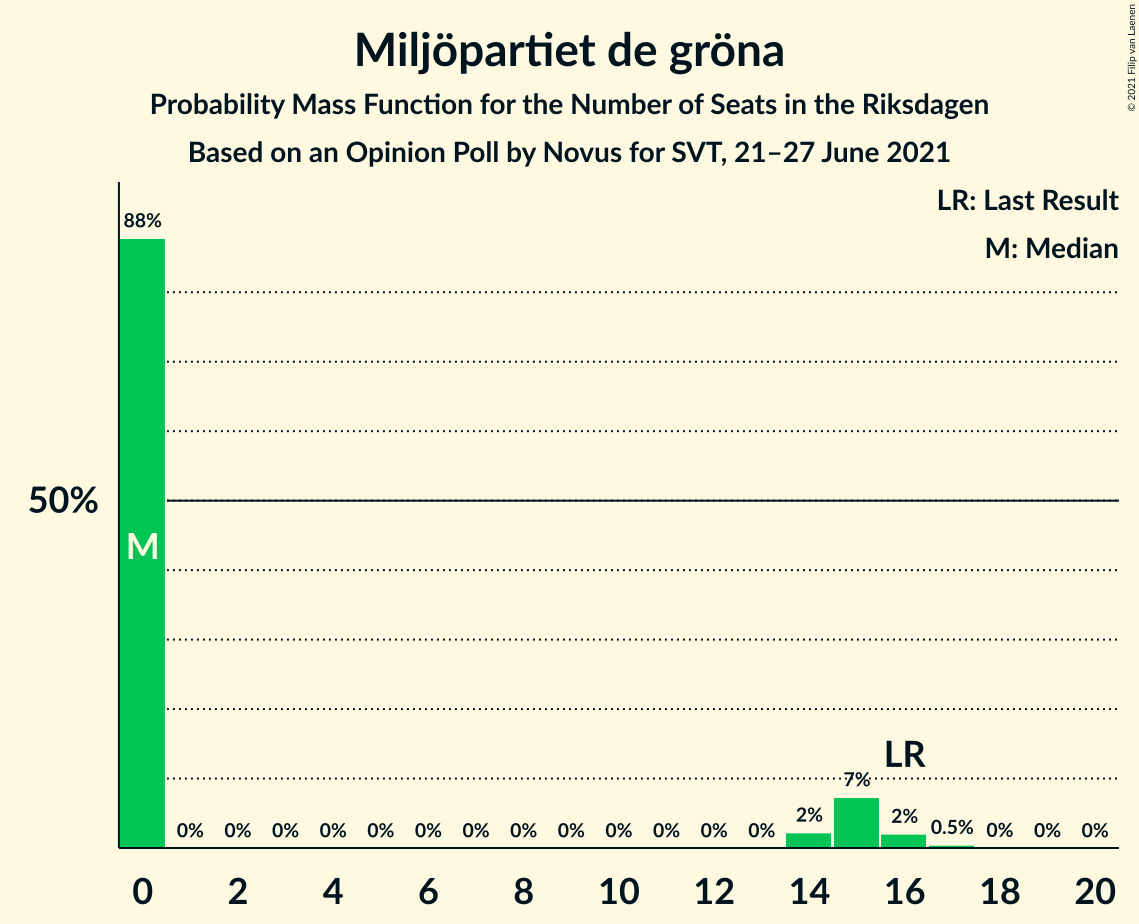 Miljöpartiet de gröna
Probability Mass Function for the Number of Seats in the Riksdagen
Based on an Opinion Poll by Novus for SVT, 21–27 June 2021
© 2021 Filip van Laenen
LR: Last Result
M: Median
88%
50%
M
LR
7%
0% 0% 0% 0% 0% 0% 0% 0% 0% 0% 0% 0% 0% 2% 2% 0.5% 0% 0% 0%
0 2 4 6 8 10 12 14 16 18 20